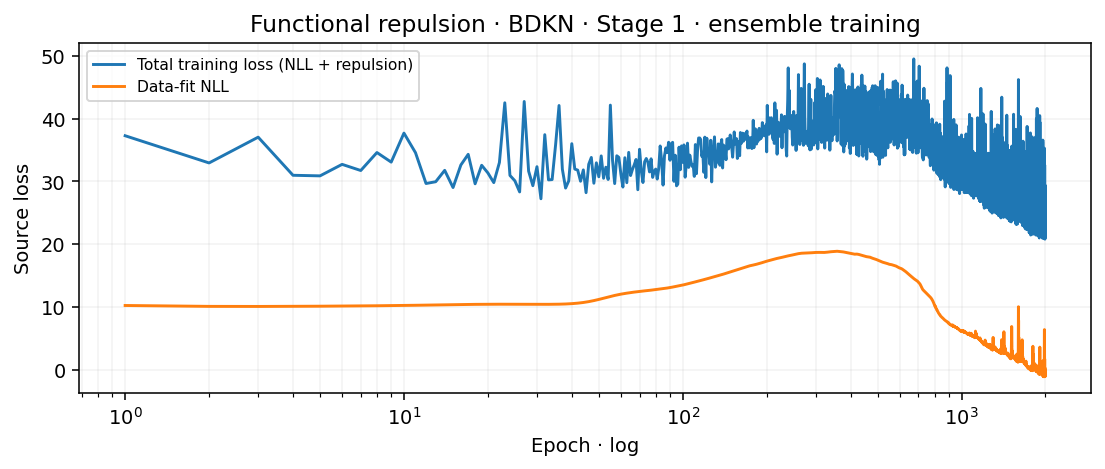 Functional repulsion · BDKN · Stage 1 · ensemble training
Total training loss (NLL + repulsion)
Data-fit NLL
Source loss
50
40
30
20
10
0
10⁰
10¹
10²
10³
Epoch · log